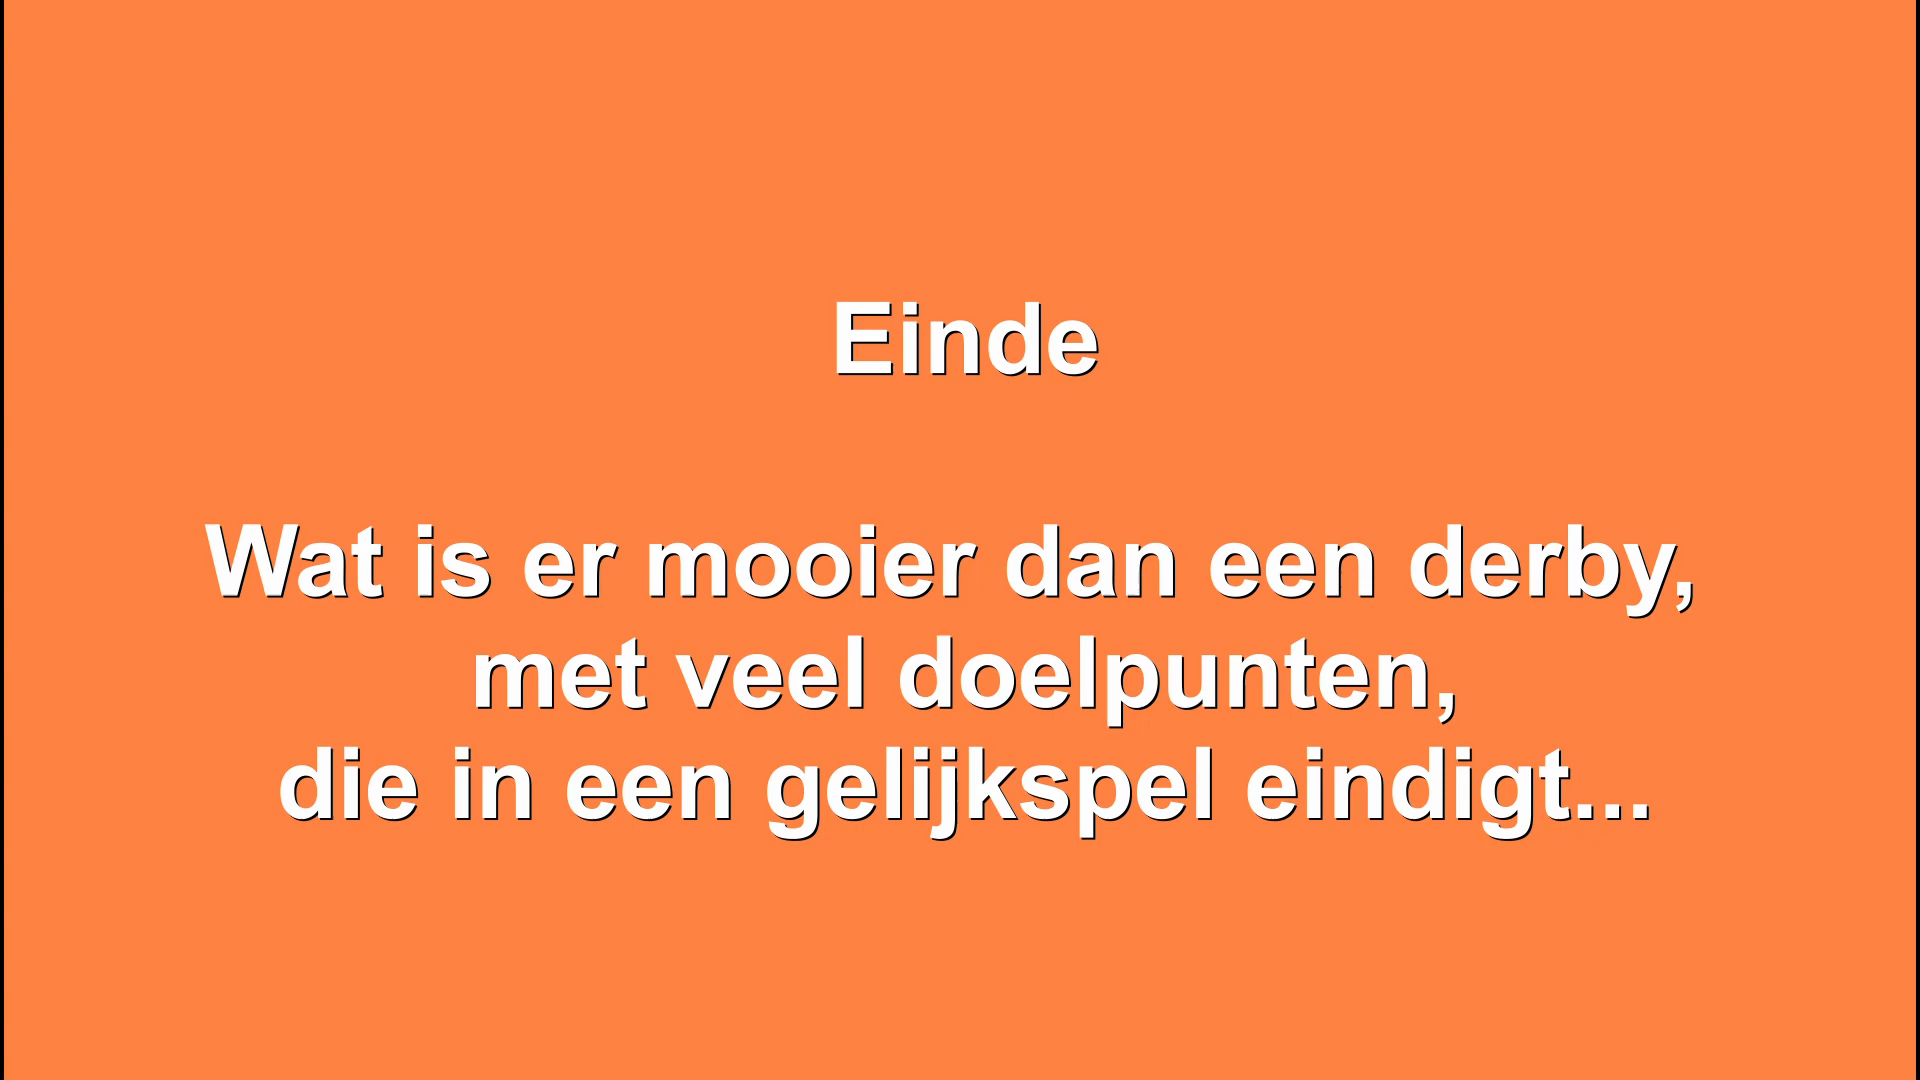 Einde
Wat is er mooier dan een derby,
met veel doelpunten,
die in een gelijkspel eindigt...